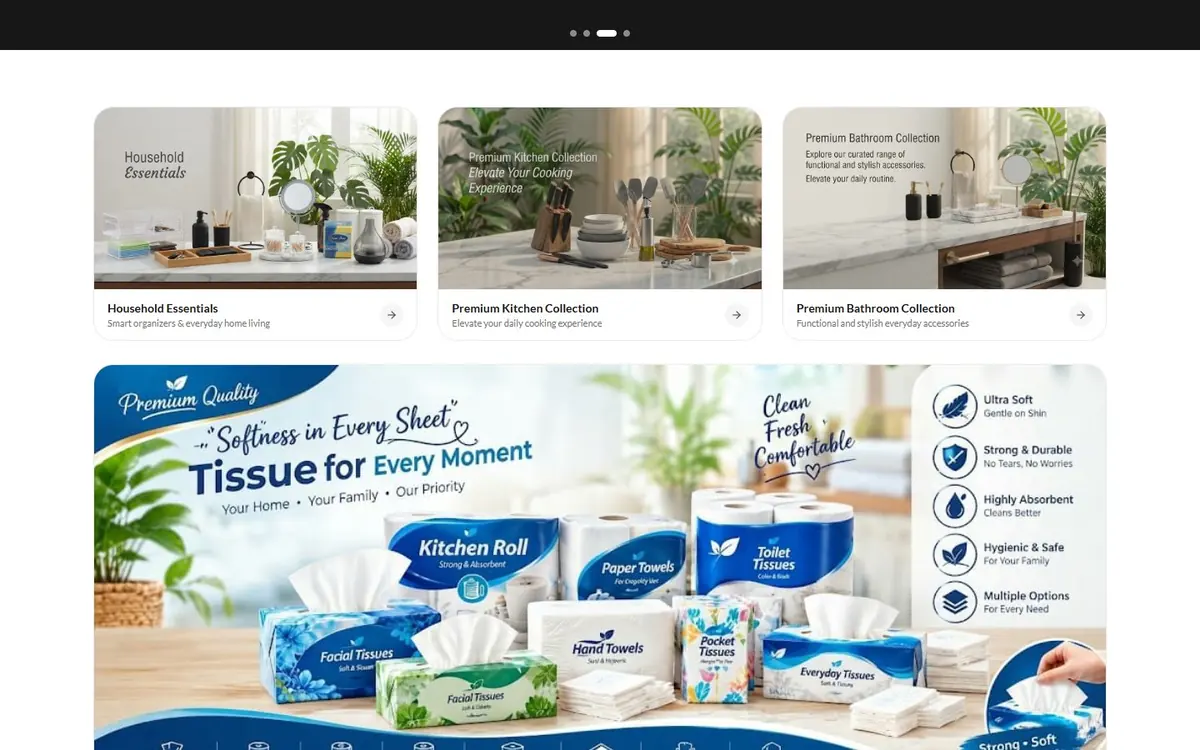 Household
Essentials
Premium Kitchen Collection
Elevate Your Cooking
Experience
Premium Bathroom Collection
Explore our curated range of
functional and stylish accessories.
Elevate your daily routine.
Household Essentials
Smart organizers & everyday home living
Premium Kitchen Collection
Elevate your daily cooking experience
Premium Bathroom Collection
Functional and stylish everyday accessories
Premium Quality
"Softness in Every Sheet"
Tissue for Every Moment
Your Home • Your Family • Our Priority
Clean
Fresh
Comfortable
Ultra Soft
Gentle on Shin
Strong & Durable
No Tears, No Worries
Highly Absorbent
Cleans Better
Hygienic & Safe
For Your Family
Multiple Options
For Every Need
Kitchen Roll
Strong & Absorbent
Paper Towels
Toilet
Tissues
Hand Towels
Pocket
Tissues
Facial Tissues
Facial Tissues
Everyday Tissues
Strong • Soft